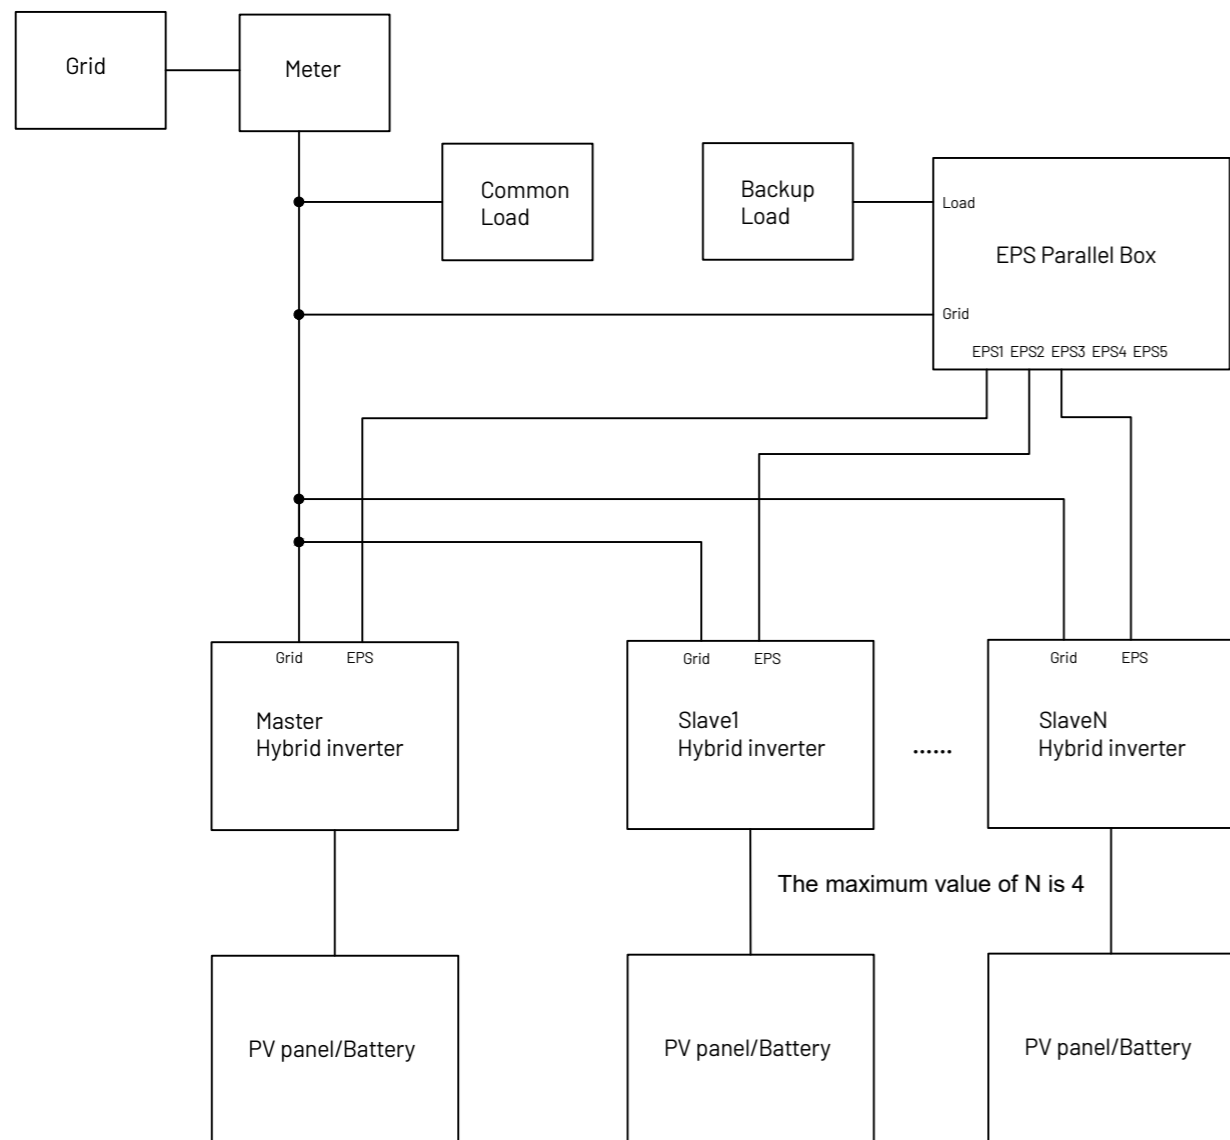 Grid
Meter
Common
Load
Backup
Load
Load
EPS Parallel Box
Grid
EPS1 EPS2 EPS3 EPS4 EPS5
Grid EPS
Master
Hybrid inverter
Grid EPS
Slave1
Hybrid inverter
......
Grid EPS
SlaveN
Hybrid inverter
The maximum value of N is 4
PV panel/Battery
PV panel/Battery
PV panel/Battery